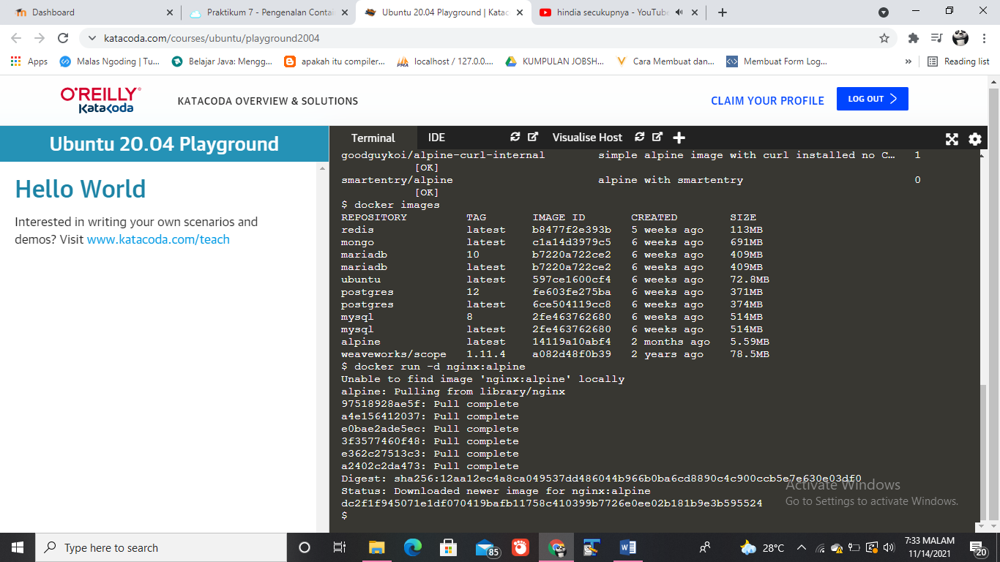 Dashboard
Praktikum 7 - Pengenalan Contai
Ubuntu 20.04 Playground | Katac
hindia secukupnya - YouTube
katacoda.com/courses/ubuntu/playground2004
Apps
Malas Ngoding | Tu...
Belajar Java: Mengg...
apakah itu compiler...
localhost / 127.0.0....
KUMPULAN JOBSH...
Cara Membuat dan...
Membuat Form Log...
»
Reading list
O'REILLY®
Katacoda
KATACODA OVERVIEW & SOLUTIONS
CLAIM YOUR PROFILE
LOG OUT
Ubuntu 20.04 Playground
Hello World
Interested in writing your own scenarios and
demos? Visit www.katacoda.com/teach
Terminal
IDE
Visualise Host
goodguykoi/alpine-curl-internal simple alpine image with curl installed no C… 1
[OK]
smartentry/alpine alpine with smartentry 0
[OK]
$ docker images
REPOSITORY TAG IMAGE ID CREATED SIZE
redis latest b8477f2e393b 5 weeks ago 113MB
mongo latest c1a14d3979c5 6 weeks ago 691MB
mariadb 10 b7220a722ce2 6 weeks ago 409MB
mariadb latest b7220a722ce2 6 weeks ago 409MB
ubuntu latest 597ce1600cf4 6 weeks ago 72.8MB
postgres 12 fe603fe275ba 6 weeks ago 371MB
postgres latest 6ce504119cc8 6 weeks ago 374MB
mysql 8 2fe463762680 6 weeks ago 514MB
mysql latest 2fe463762680 6 weeks ago 514MB
alpine latest 14119a10abf4 2 months ago 5.59MB
weaveworks/scope 1.11.4 a082d48f0b39 2 years ago 78.5MB
$ docker run -d nginx:alpine
Unable to find image 'nginx:alpine' locally
alpine: Pulling from library/nginx
97518928ae5f: Pull complete
a4e156412037: Pull complete
e0bae2ade5ec: Pull complete
3f3577460f48: Pull complete
e362c27513c3: Pull complete
a2402c2da473: Pull complete
Digest: sha256:12aa12ec4a8ca049537dd486044b966b0ba6cd8890c4c900ccb5e7e630e03df0
Status: Downloaded newer image for nginx:alpine
dc2f1f945071e1df070419bafb11758c410399b7726e0ee02b181b9e3b595524
$
Activate Windows
Go to Settings to activate Windows.
Type here to search
85
28°C
7:33 MALAM
11/14/2021
20